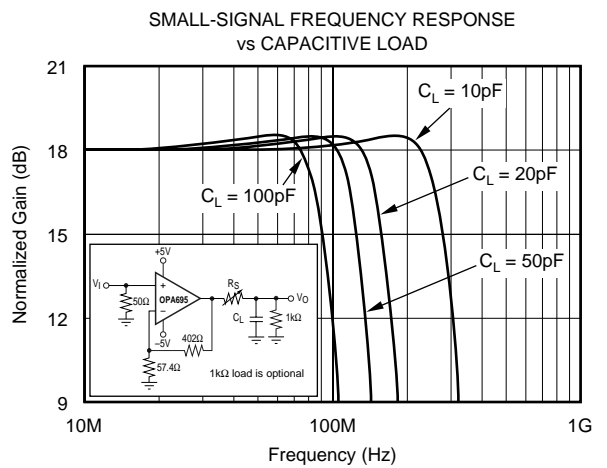 SMALL-SIGNAL FREQUENCY RESPONSE
vs CAPACITIVE LOAD
21
18
15
12
9
Normalized Gain (dB)
C_L = 10pF
C_L = 100pF
C_L = 20pF
C_L = 50pF
+5V
V_I
50Ω
+
OPA695
–
–5V
R_S
V_O
C_L
1kΩ
402Ω
57.4Ω
1kΩ load is optional
10M
100M
1G
Frequency (Hz)